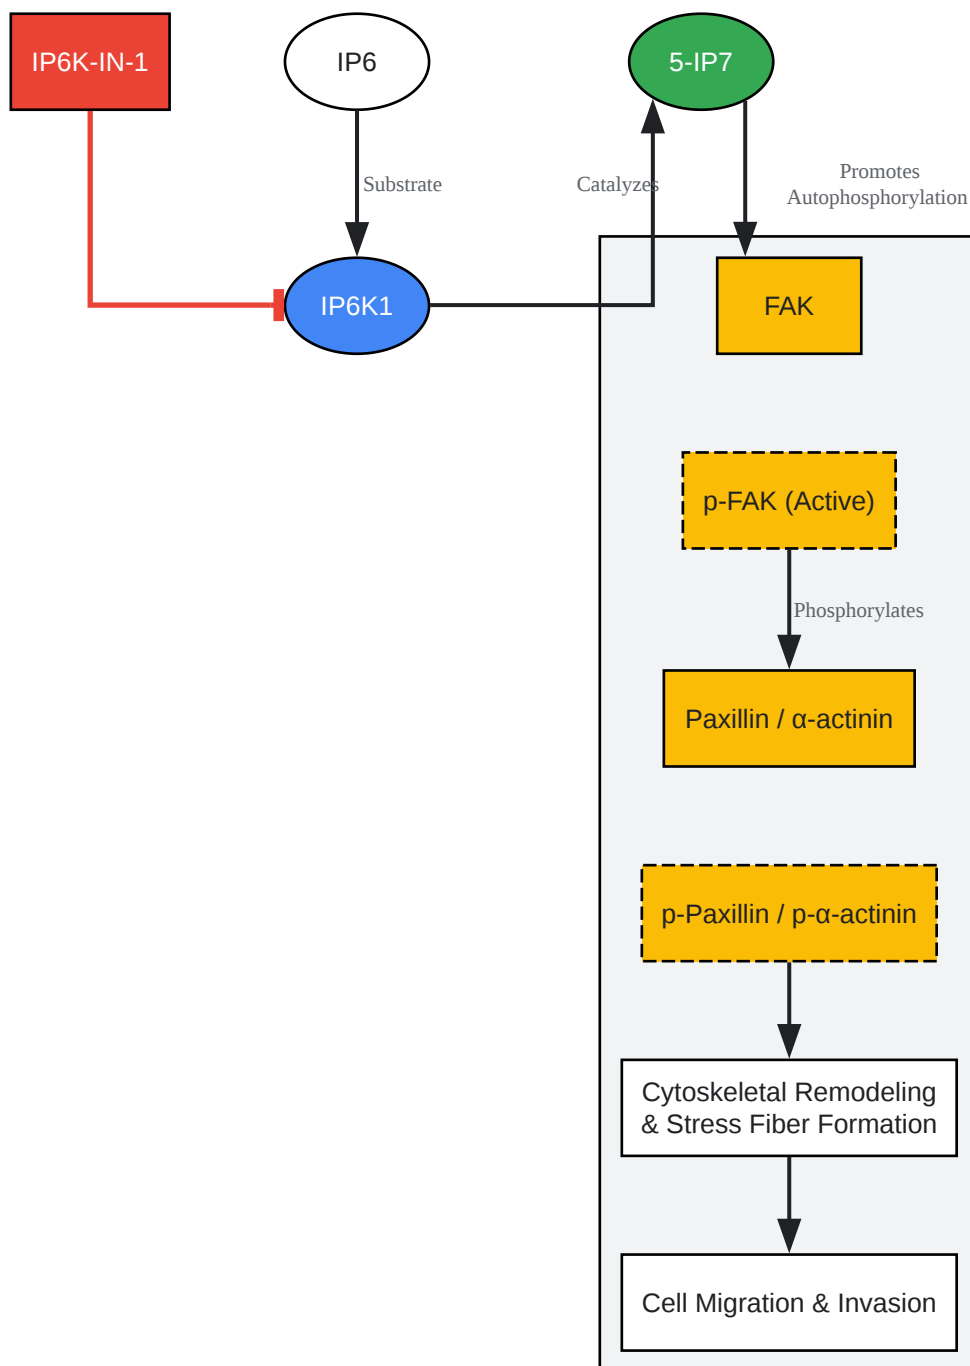 IP6K-IN-1
IP6
5-IP7
Substrate
Catalyzes
Promotes
Autophosphorylation
IP6K1
FAK
p-FAK (Active)
Phosphorylates
Paxillin / α-actinin
p-Paxillin / p-α-actinin
Cytoskeletal Remodeling
& Stress Fiber Formation
Cell Migration & Invasion